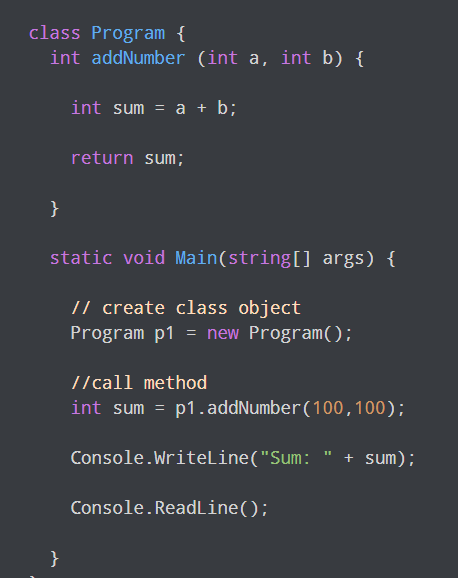 class Program {
int addNumber (int a, int b) {
int sum = a + b;
return sum;
}
static void Main(string[] args) {
// create class object
Program p1 = new Program();
//call method
int sum = p1.addNumber(100,100);
Console.WriteLine("Sum: " + sum);
Console.ReadLine();
}